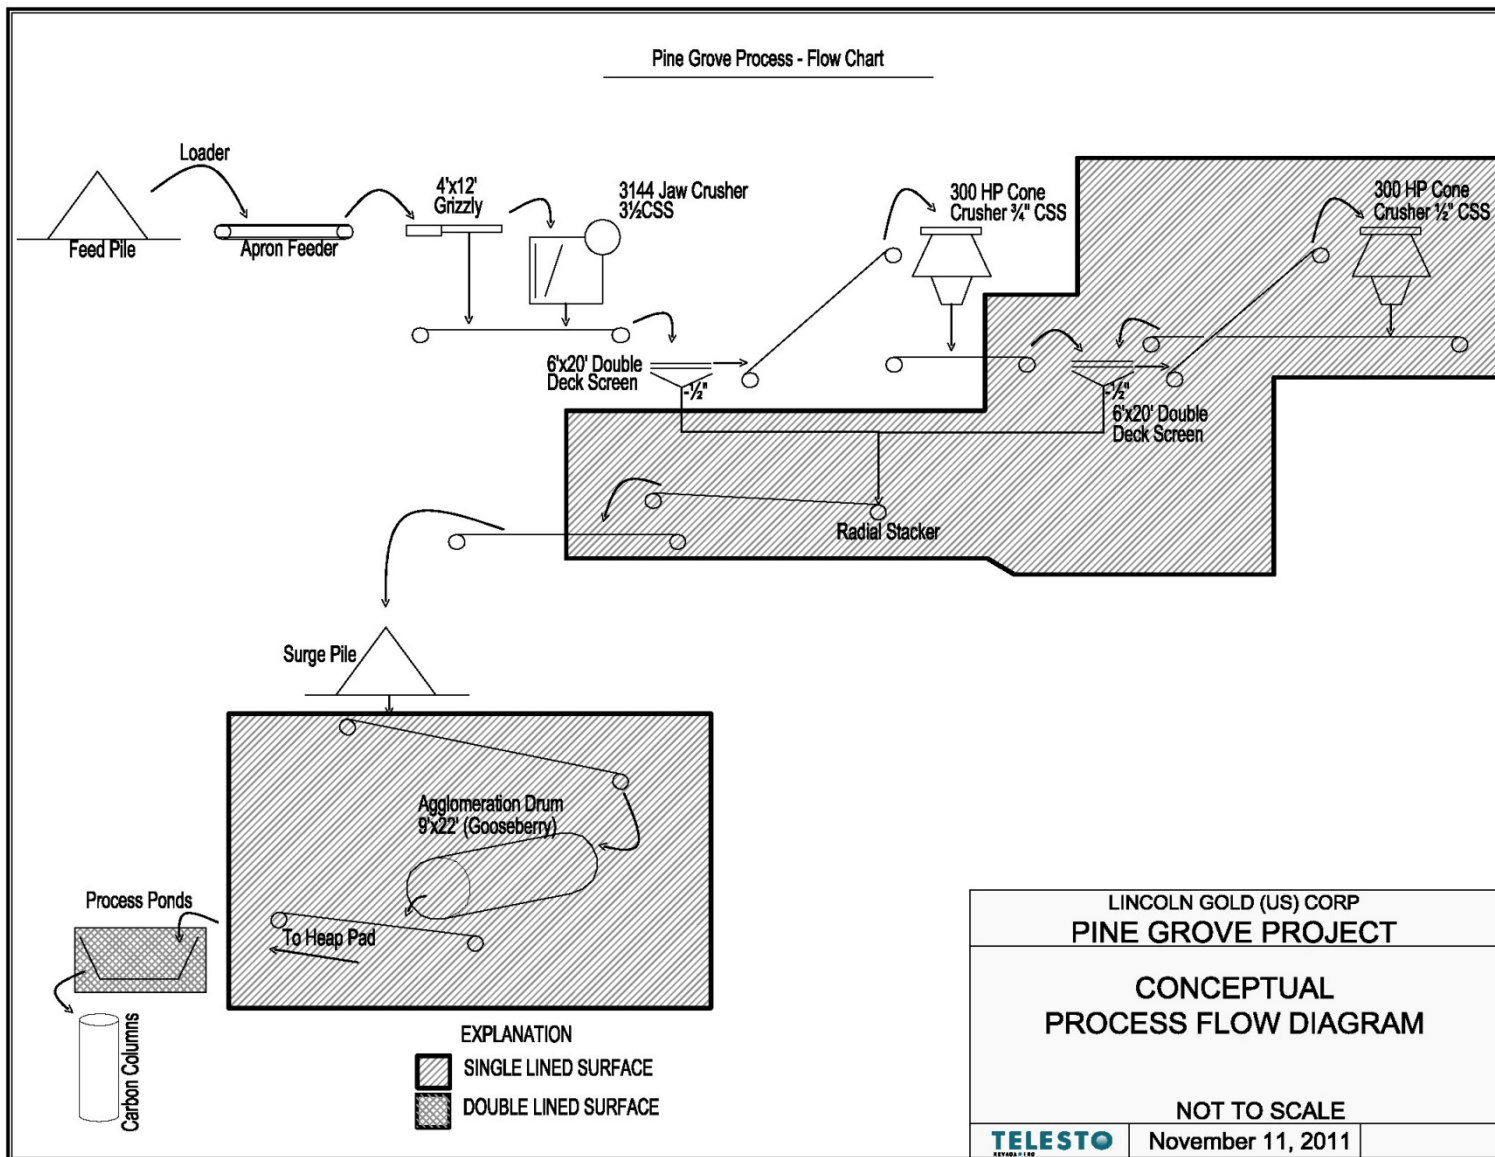 Pine Grove Process - Flow Chart
Loader
Feed Pile
Apron Feeder
4'x12'
Grizzly
3144 Jaw Crusher
3½CSS
300 HP Cone
Crusher ¾" CSS
300 HP Cone
Crusher ½" CSS
6'x20' Double
Deck Screen
-½"
-½"
6'x20' Double
Deck Screen
Radial Stacker
Surge Pile
Agglomeration Drum
9'x22' (Gooseberry)
To Heap Pad
Process Ponds
Carbon Columns
EXPLANATION
SINGLE LINED SURFACE
DOUBLE LINED SURFACE
LINCOLN GOLD (US) CORP
PINE GROVE PROJECT
CONCEPTUAL
PROCESS FLOW DIAGRAM
NOT TO SCALE
TELESTO
November 11, 2011